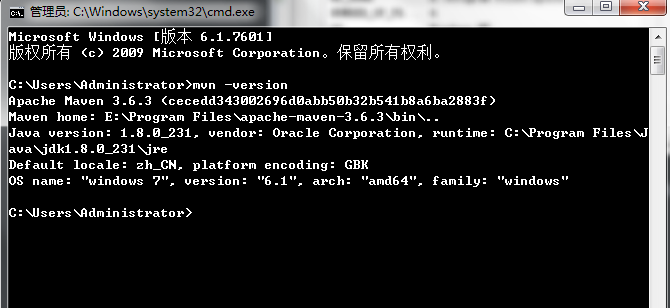 管理员: C:\Windows\system32\cmd.exe
Microsoft Windows [版本 6.1.7601]
版权所有 (c) 2009 Microsoft Corporation。保留所有权利。
C:\Users\Administrator>mvn -version
Apache Maven 3.6.3 (cecedd343002696d0abb50b32b541b8a6ba2883f)
Maven home: E:\Program Files\apache-maven-3.6.3\bin\..
Java version: 1.8.0_231, vendor: Oracle Corporation, runtime: C:\Program Files\J
ava\jdk1.8.0_231\jre
Default locale: zh_CN, platform encoding: GBK
OS name: "windows 7", version: "6.1", arch: "amd64", family: "windows"
C:\Users\Administrator>